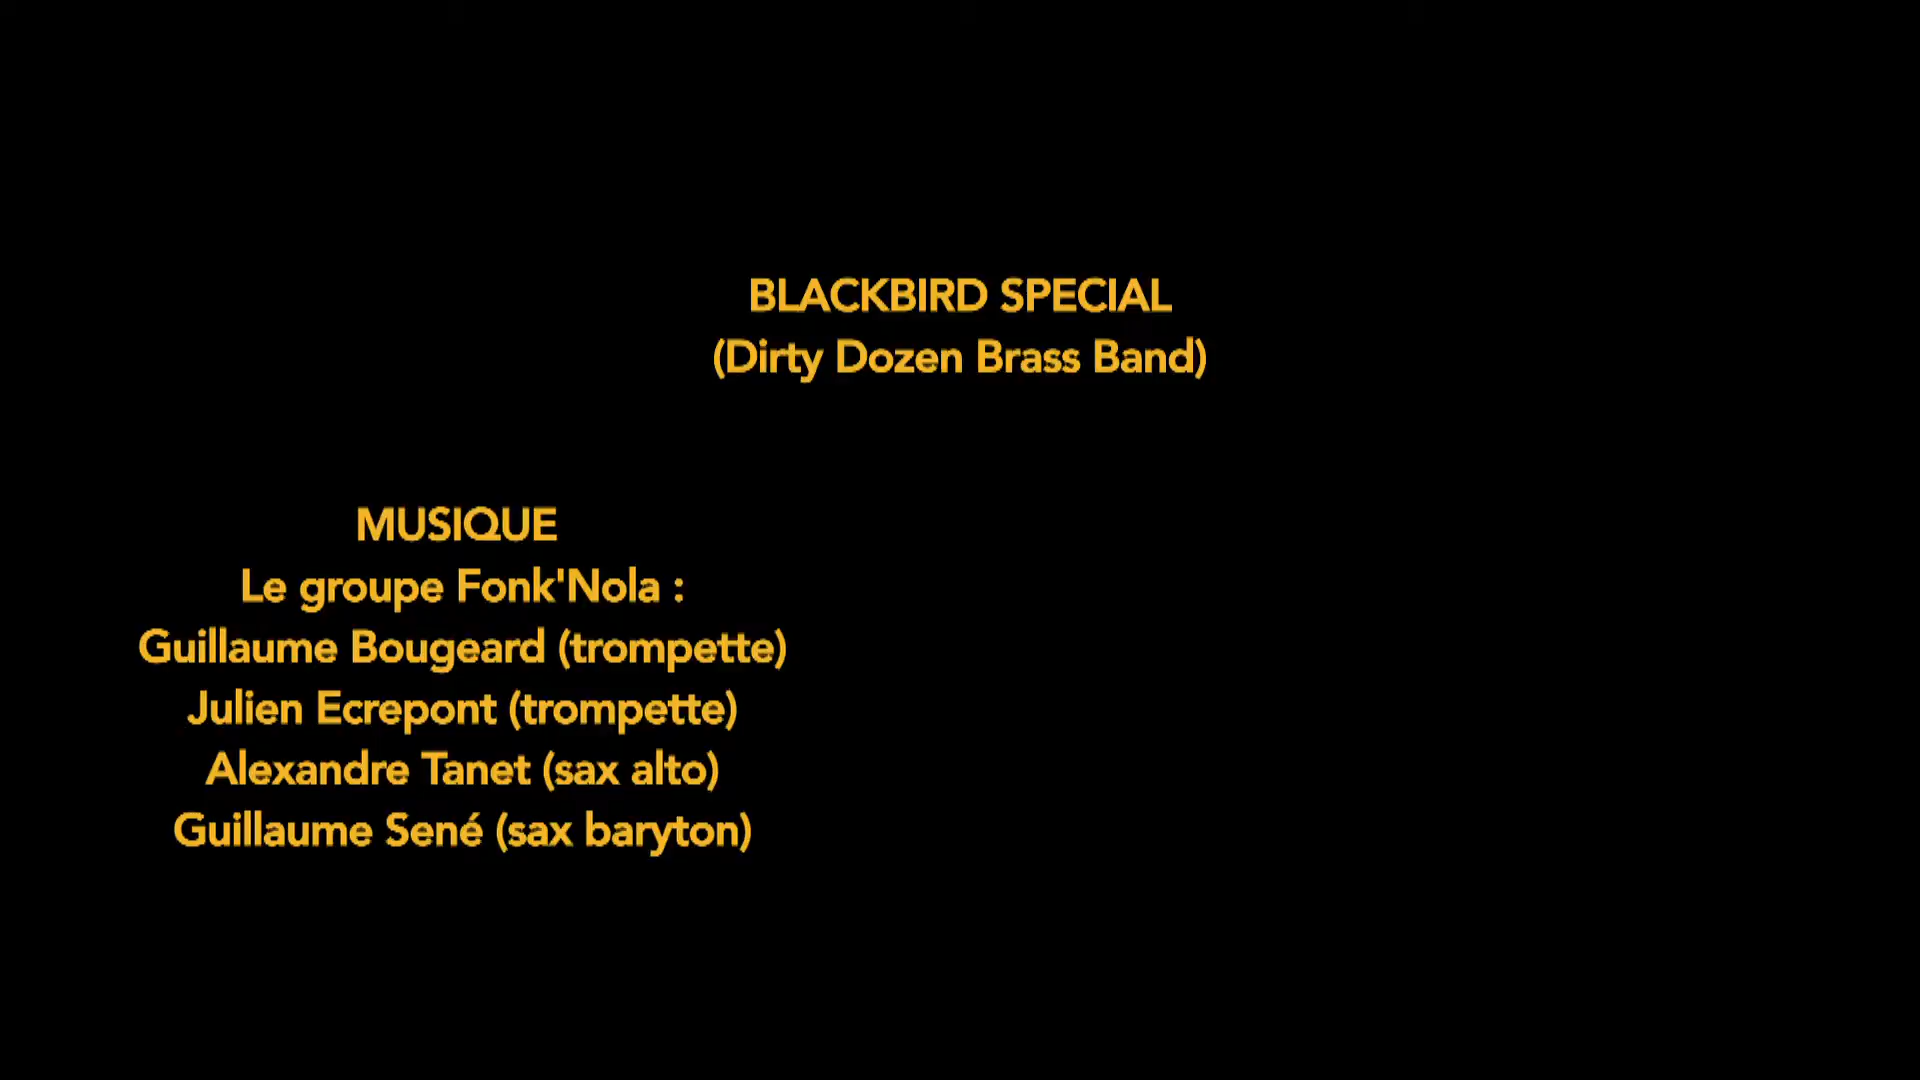 BLACKBIRD SPECIAL
(Dirty Dozen Brass Band)
MUSIQUE
Le groupe Fonk'Nola :
Guillaume Bougeard (trompette)
Julien Ecrepont (trompette)
Alexandre Tanet (sax alto)
Guillaume Sené (sax baryton)